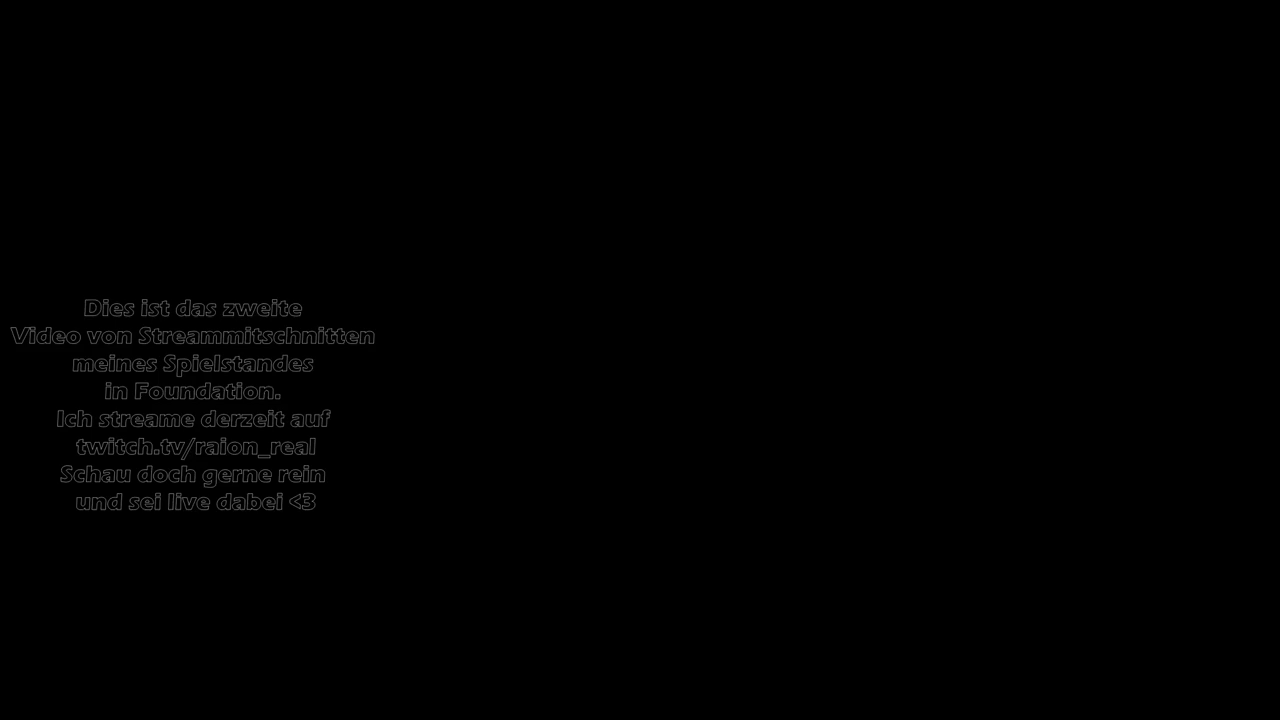 Dies ist das zweite
Video von Streammitschnitten
meines Spielstandes
in Foundation.
Ich streame derzeit auf
twitch.tv/raion_real
Schau doch gerne rein
und sei live dabei <3